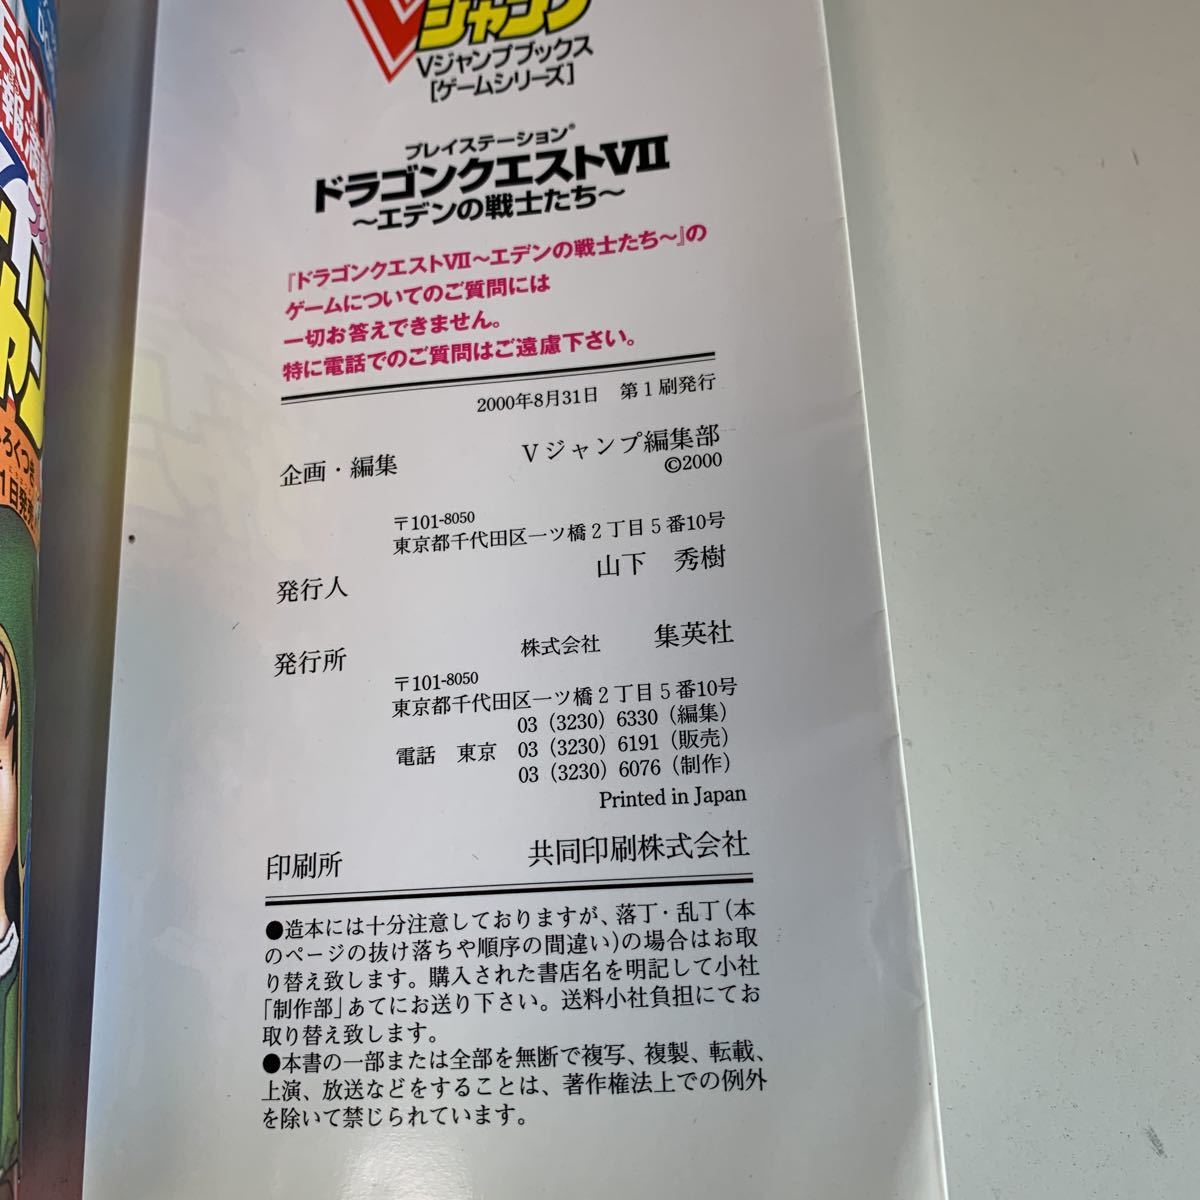 ジャンプ
Vジャンプブックス
[ゲームシリーズ]
プレイステーション®
ドラゴンクエストVII
～エデンの戦士たち～
『ドラゴンクエストVII～エデンの戦士たち～』の
ゲームについてのご質問には
一切お答えできません。
特に電話でのご質問はご遠慮下さい。
2000年8月31日　第1刷発行
企画・編集　Vジャンプ編集部
©2000
〒101-8050
東京都千代田区一ツ橋2丁目5番10号
発行人　山下　秀樹
発行所　株式会社　集英社
〒101-8050
東京都千代田区一ツ橋2丁目5番10号
03（3230）6330（編集）
電話　東京　03（3230）6191（販売）
03（3230）6076（制作）
Printed in Japan
印刷所　共同印刷株式会社
●造本には十分注意しておりますが、落丁・乱丁（本
のページの抜け落ちや順序の間違い）の場合はお取
り替え致します。購入された書店名を明記して小社
「制作部」あてにお送り下さい。送料小社負担にてお
取り替え致します。
●本書の一部または全部を無断で複写、複製、転載、
上演、放送などをすることは、著作権法上での例外
を除いて禁じられています。